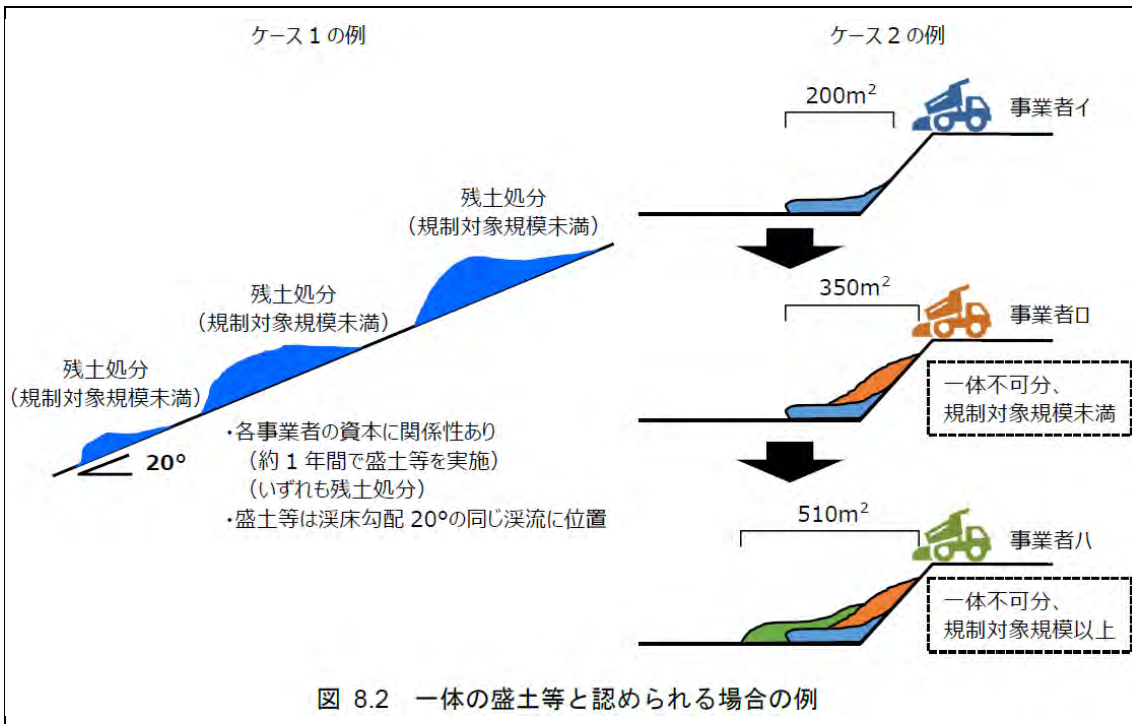 ケース 1 の例
残土処分
（規制対象規模未満）
残土処分
（規制対象規模未満）
残土処分
（規制対象規模未満）
20°
・各事業者の資本に関係性あり
（約 1 年間で盛土等を実施）
（いずれも残土処分）
・盛土等は渓床勾配 20°の同じ渓流に位置
ケース 2 の例
200m²
事業者イ
350m²
事業者ロ
一体不可分、
規制対象規模未満
510m²
事業者ハ
一体不可分、
規制対象規模以上
図 8.2　一体の盛土等と認められる場合の例